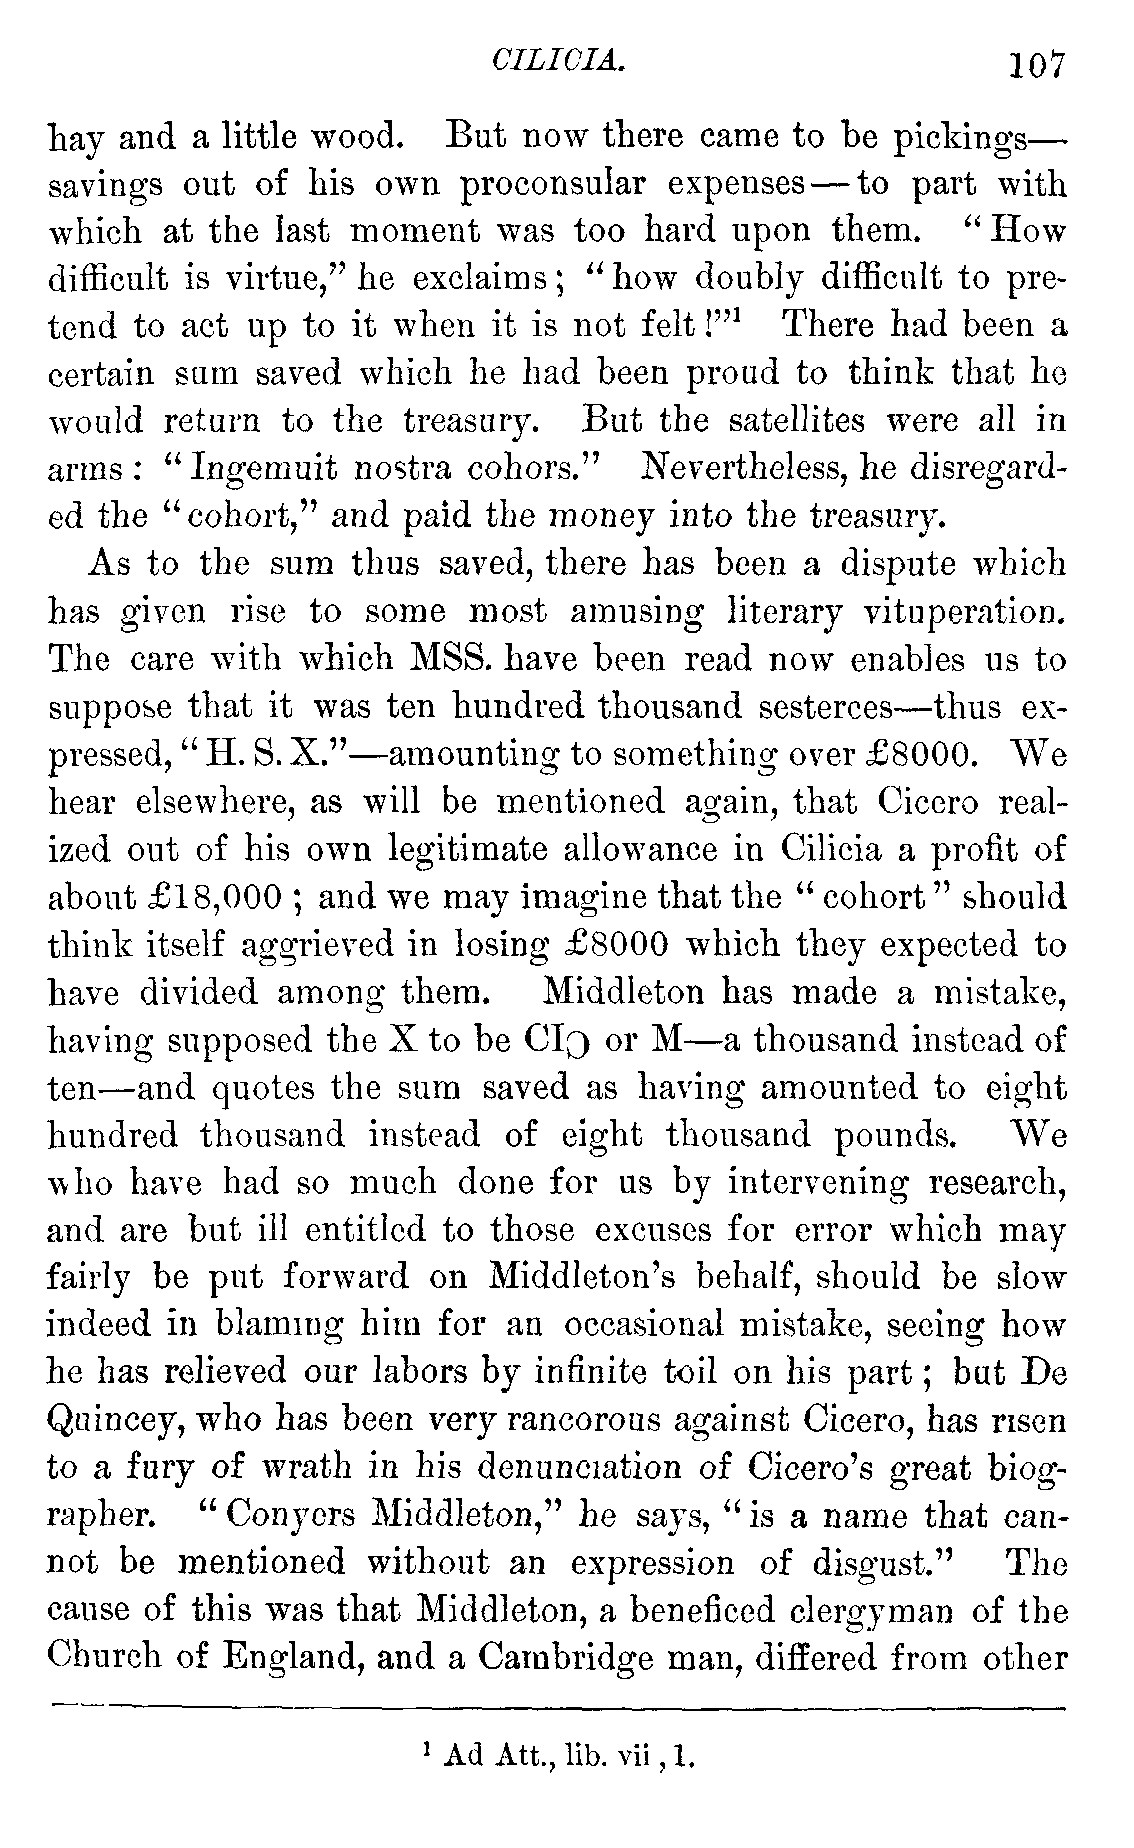 CILICIA. 107
hay and a little wood. But now there came to be pickings—
savings out of his own proconsular expenses—to part with
which at the last moment was too hard upon them. “How
difficult is virtue,” he exclaims; “how doubly difficult to pre-
tend to act up to it when it is not felt!”¹ There had been a
certain sum saved which he had been proud to think that he
would return to the treasury. But the satellites were all in
arms: “Ingemuit nostra cohors.” Nevertheless, he disregard-
ed the “cohort,” and paid the money into the treasury.
As to the sum thus saved, there has been a dispute which
has given rise to some most amusing literary vituperation.
The care with which MSS. have been read now enables us to
suppose that it was ten hundred thousand sesterces—thus ex-
pressed, “H. S. X.”—amounting to something over £8000. We
hear elsewhere, as will be mentioned again, that Cicero real-
ized out of his own legitimate allowance in Cilicia a profit of
about £18,000; and we may imagine that the “cohort” should
think itself aggrieved in losing £8000 which they expected to
have divided among them. Middleton has made a mistake,
having supposed the X to be CIↃ or M—a thousand instead of
ten—and quotes the sum saved as having amounted to eight
hundred thousand instead of eight thousand pounds. We
who have had so much done for us by intervening research,
and are but ill entitled to those excuses for error which may
fairly be put forward on Middleton’s behalf, should be slow
indeed in blaming him for an occasional mistake, seeing how
he has relieved our labors by infinite toil on his part; but De
Quincey, who has been very rancorous against Cicero, has risen
to a fury of wrath in his denunciation of Cicero’s great biog-
rapher. “Conyers Middleton,” he says, “is a name that can-
not be mentioned without an expression of disgust.” The
cause of this was that Middleton, a beneficed clergyman of the
Church of England, and a Cambridge man, differed from other
¹ Ad Att., lib. vii, 1.